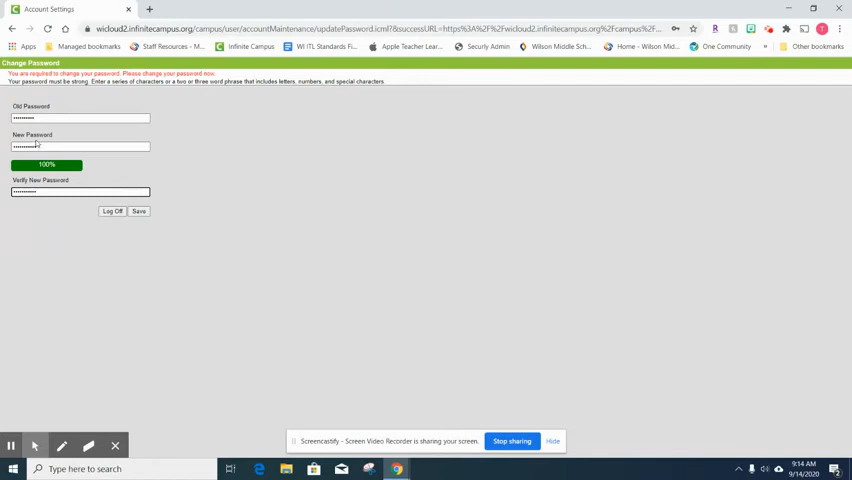 Account Settings
wicloud2.infinitecampus.org/campus/user/accountMaintenance/updatePassword.icml?&successURL=https%3A%2F%2Fwicloud2.infinitecampus.org%2Fcampus%2F...
Apps Managed bookmarks Staff Resources - M... Infinite Campus WI ITL Standards Fi... Apple Teacher Lear... Securly Admin Wilson Middle Sch... Home - Wilson Mid... One Community » Other bookmarks
Change Password
You are required to change your password. Please change your password now.
Your password must be strong. Enter a series of characters or a two or three word phrase that includes letters, numbers, and special characters.
Old Password
New Password
100%
Verify New Password
Log Off Save
Screencastify - Screen Video Recorder is sharing your screen. Stop sharing Hide
Type here to search
9:14 AM
9/14/2020